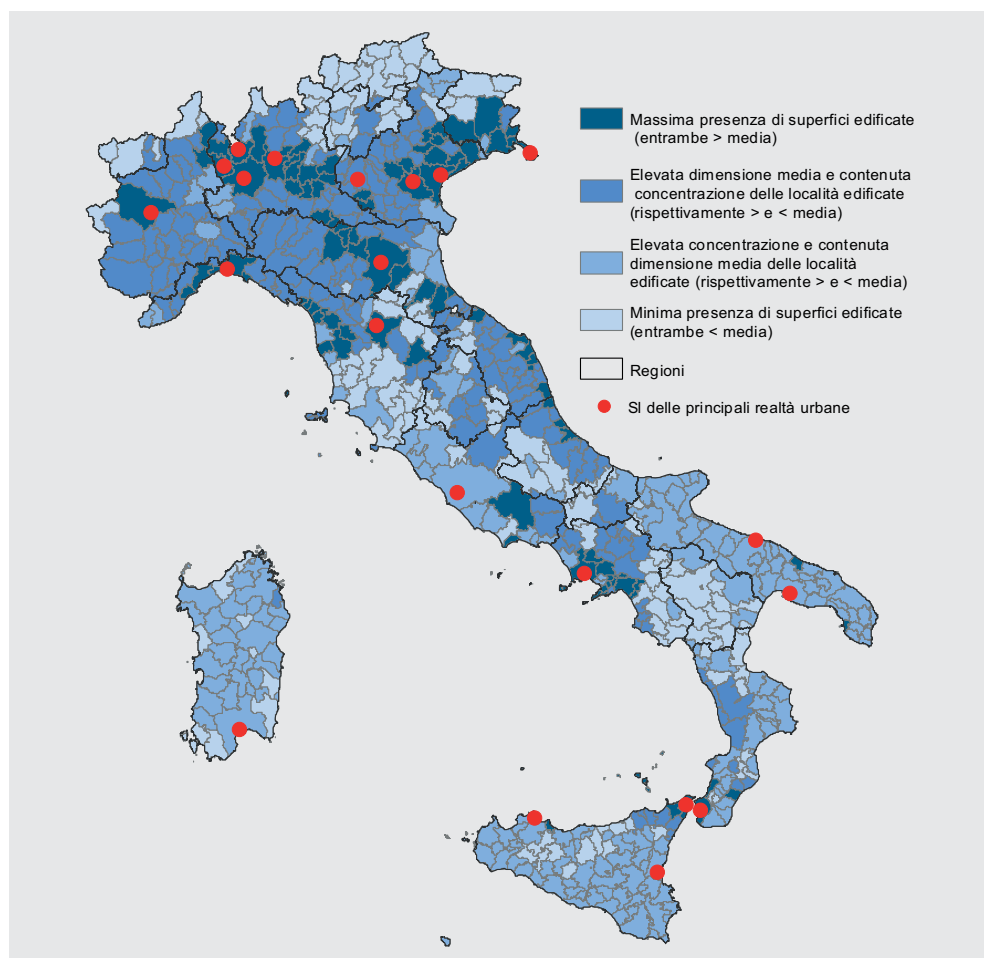 Massima presenza di superfici edificate
(entrambe > media)
Elevata dimensione media e contenuta
concentrazione delle località edificate
(rispettivamente > e < media)
Elevata concentrazione e contenuta
dimensione media delle località
edificate (rispettivamente > e < media)
Minima presenza di superfici edificate
(entrambe < media)
Regioni
SI delle principali realtà urbane